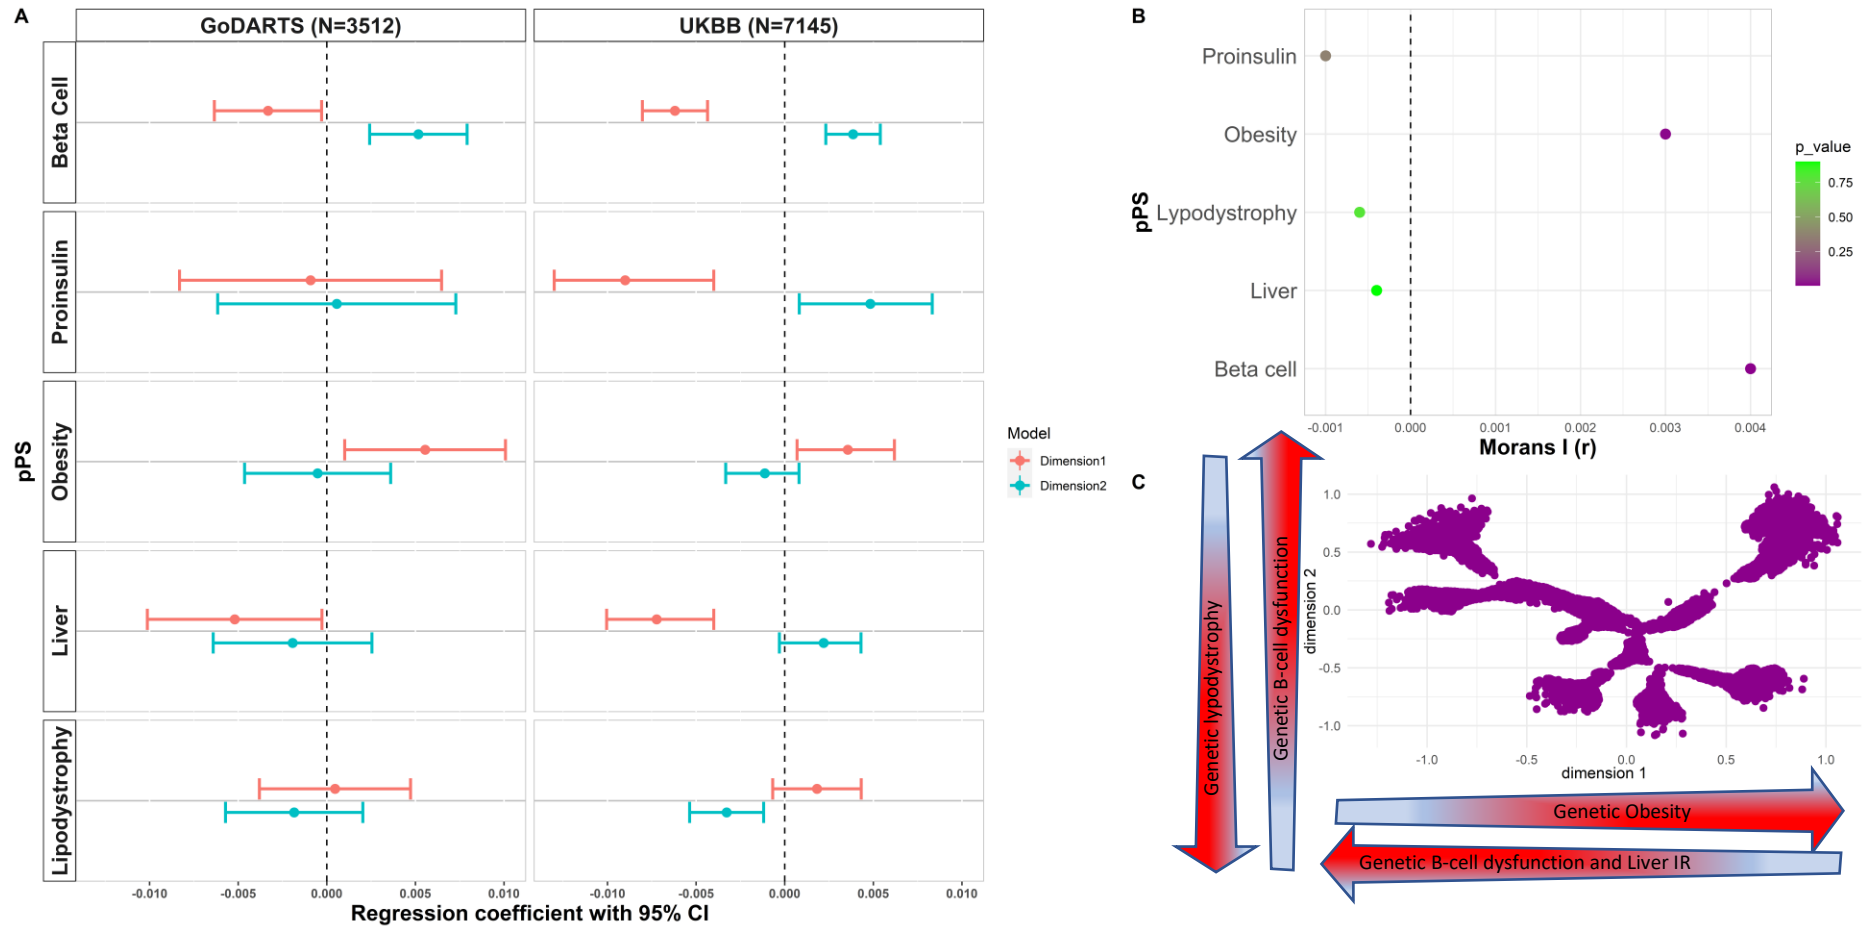 A
GoDARTS (N=3512)
UKBB (N=7145)
pPS
Beta Cell
Proinsulin
Obesity
Liver
Lipodystrophy
-0.010 -0.005 0.000 0.005 0.010
-0.010 -0.005 0.000 0.005 0.010
Regression coefficient with 95% CI
Model
Dimension1
Dimension2
B
pPS
Proinsulin
Obesity
Lypodystrophy
Liver
Beta cell
-0.001 0.000 0.001 0.002 0.003 0.004
Morans I (r)
p_value
0.75
0.50
0.25
C
Genetic lypodystrophy
Genetic B-cell dysfunction
dimension 2
1.0
0.5
0.0
-0.5
-1.0
-1.0 -0.5 0.0 0.5 1.0
dimension 1
Genetic Obesity
Genetic B-cell dysfunction and Liver IR